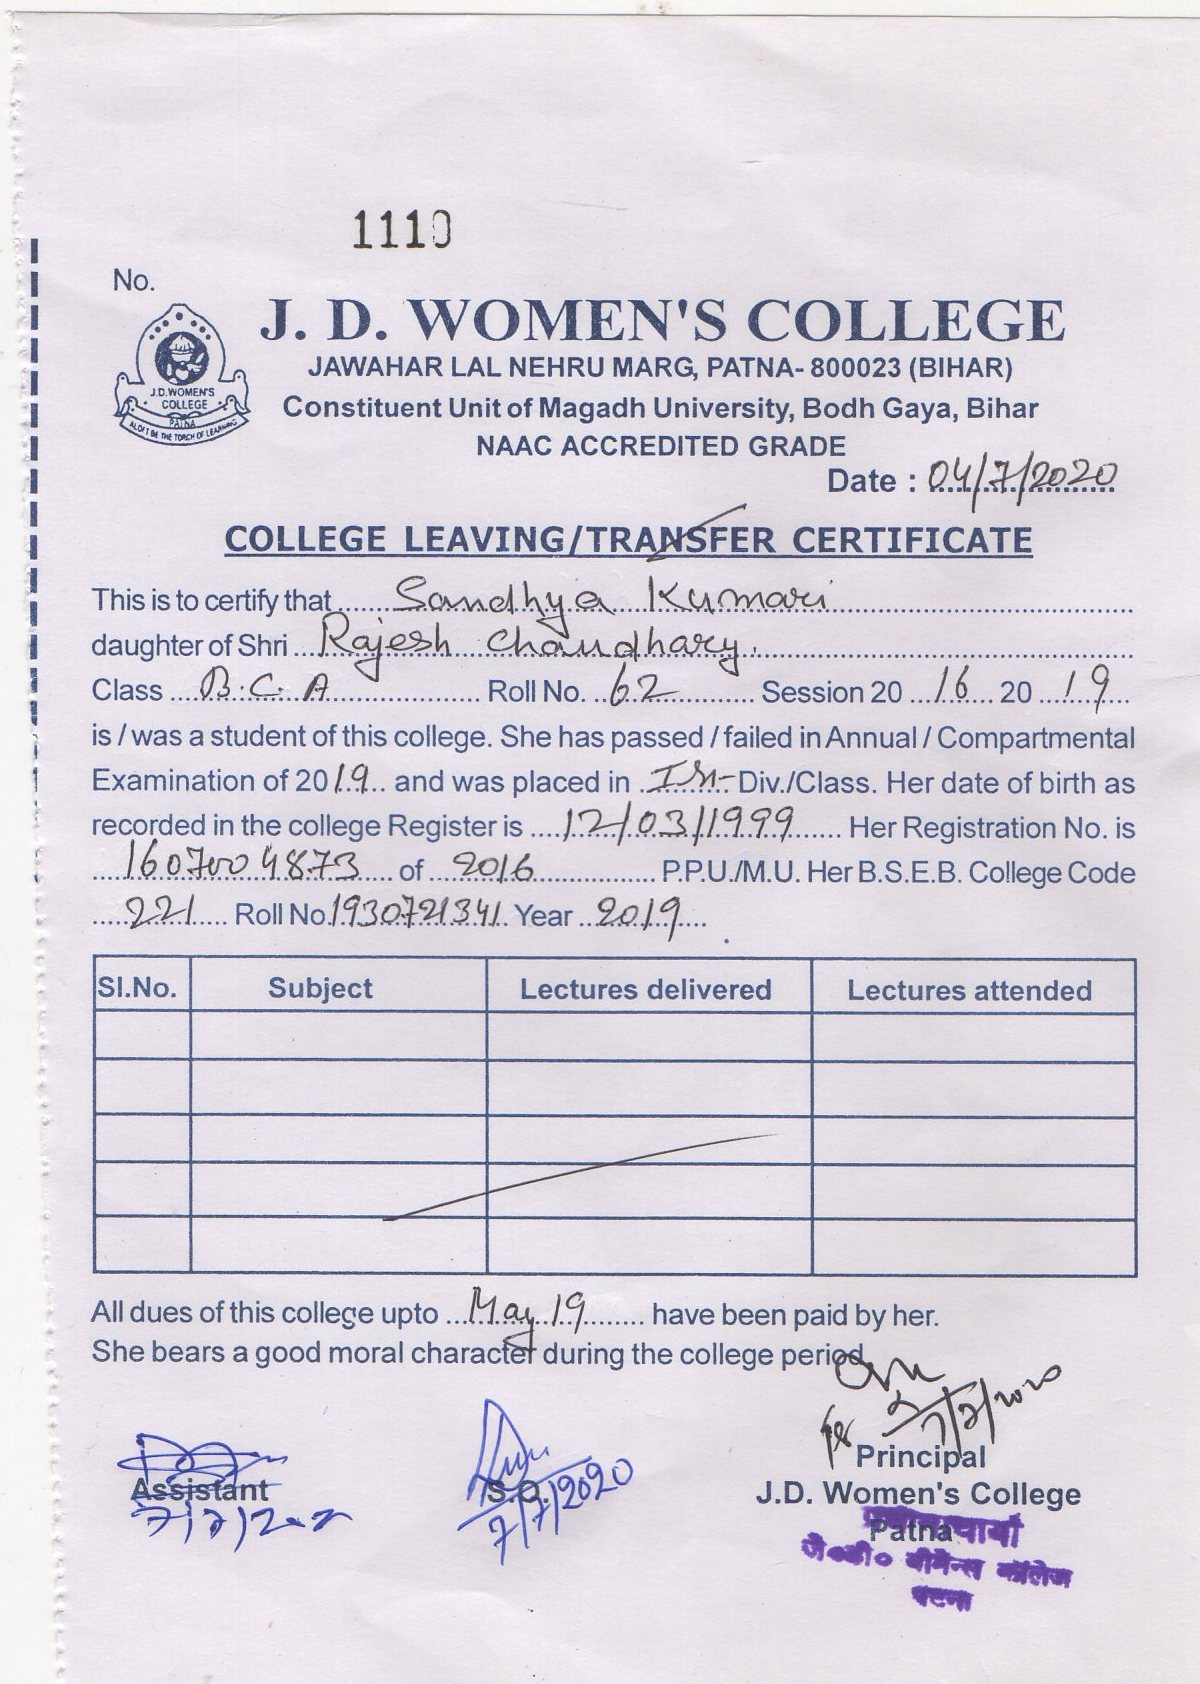 1110
No.
J. D. WOMEN'S COLLEGE
JAWAHAR LAL NEHRU MARG, PATNA- 800023 (BIHAR)
J.D.WOMEN'S
COLLEGE
PATNA
ALOFT BE THE TORCH OF LEARNING
Constituent Unit of Magadh University, Bodh Gaya, Bihar
NAAC ACCREDITED GRADE
Date : 04/7/2020
COLLEGE LEAVING/TRANSFER CERTIFICATE
This is to certify that Sandhya Kumari
daughter of Shri Rajesh Chaudhary.
Class B.C.A Roll No. 62 Session 20 16 20 19
is / was a student of this college. She has passed / failed in Annual / Compartmental
Examination of 2019 and was placed in Ist Div./Class. Her date of birth as
recorded in the college Register is 12/03/1999 Her Registration No. is
1607004873 of 2016 P.P.U./M.U. Her B.S.E.B. College Code
221 Roll No. 1930721341 Year 2019
Sl.No. Subject Lectures delivered Lectures attended
All dues of this college upto May 19 have been paid by her.
She bears a good moral character during the college period
7/7/2020
Principal
Assistant S.O. J.D. Women's College
7/7/2020 Patna
जे०डी० वीमेन्स कॉलेज
पटना